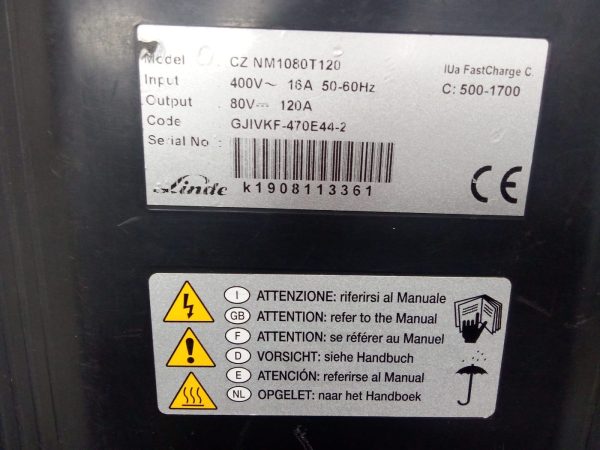 Model : CZ NM1080T120
Input : 400V~ 16A 50-60Hz
Output : 80V⎓ 120A
Code : GJIVKF-470E44-2
Serial No :
IUa FastCharge C.
C: 500-1700
Linde
k1908113361
CE
I ATTENZIONE: riferirsi al Manuale
GB ATTENTION: refer to the Manual
F ATTENTION: se référer au Manuel
D VORSICHT: siehe Handbuch
E ATENCIÓN: referirse al Manual
NL OPGELET: naar het Handboek